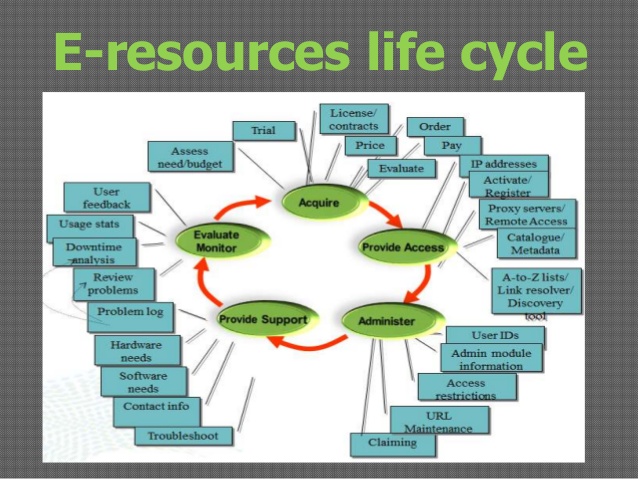 E-resources life cycle
License/
contracts
Order
Trial
Price
Pay
Assess
need/budget
Evaluate
IP addresses
Activate/
Register
User
feedback
Acquire
Proxy servers/
Remote Access
Usage stats
Evaluate
Monitor
Provide Access
Catalogue/
Metadata
Downtime
analysis
Review
problems
A-to-Z lists/
Link resolver/
Discovery
tool
Problem log
Provide Support
Administer
User IDs
Hardware
needs
Admin module
information
Software
needs
Access
restrictions
Contact info
URL
Maintenance
Troubleshoot
Claiming